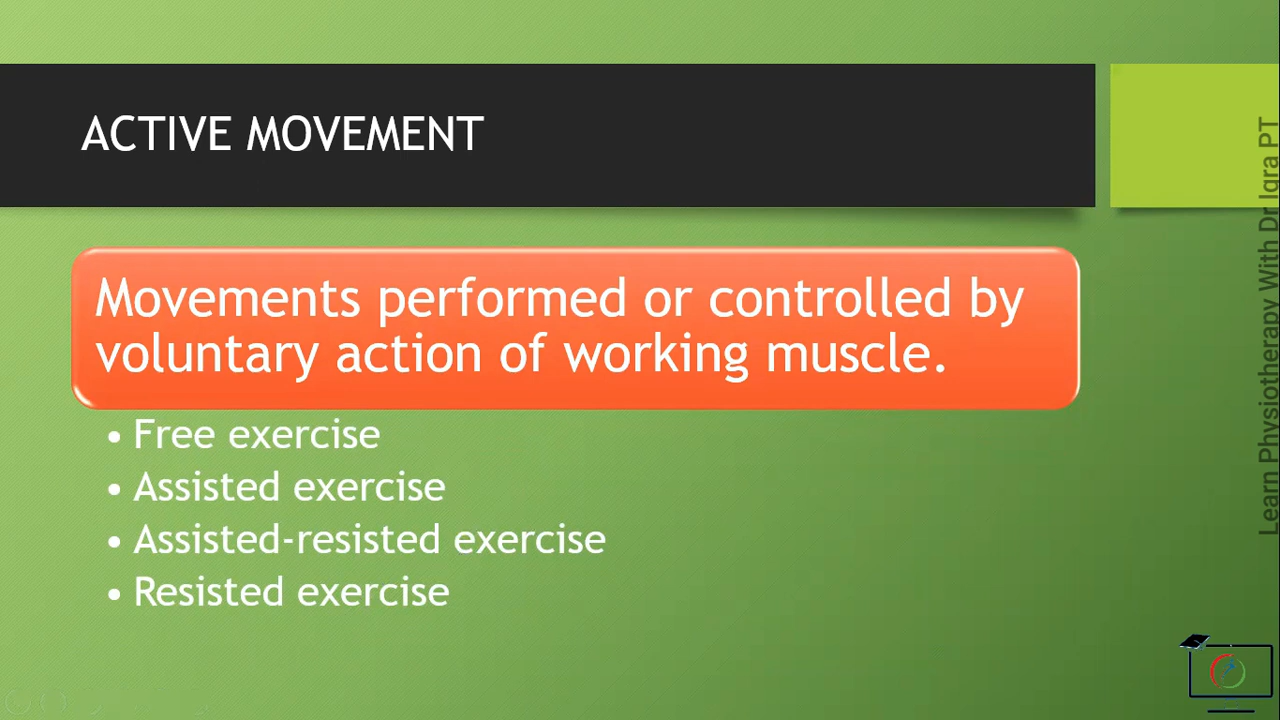 ACTIVE MOVEMENT
Movements performed or controlled by
voluntary action of working muscle.
• Free exercise
• Assisted exercise
• Assisted-resisted exercise
• Resisted exercise
Learn Physiotherapy With Dr Iqra PT